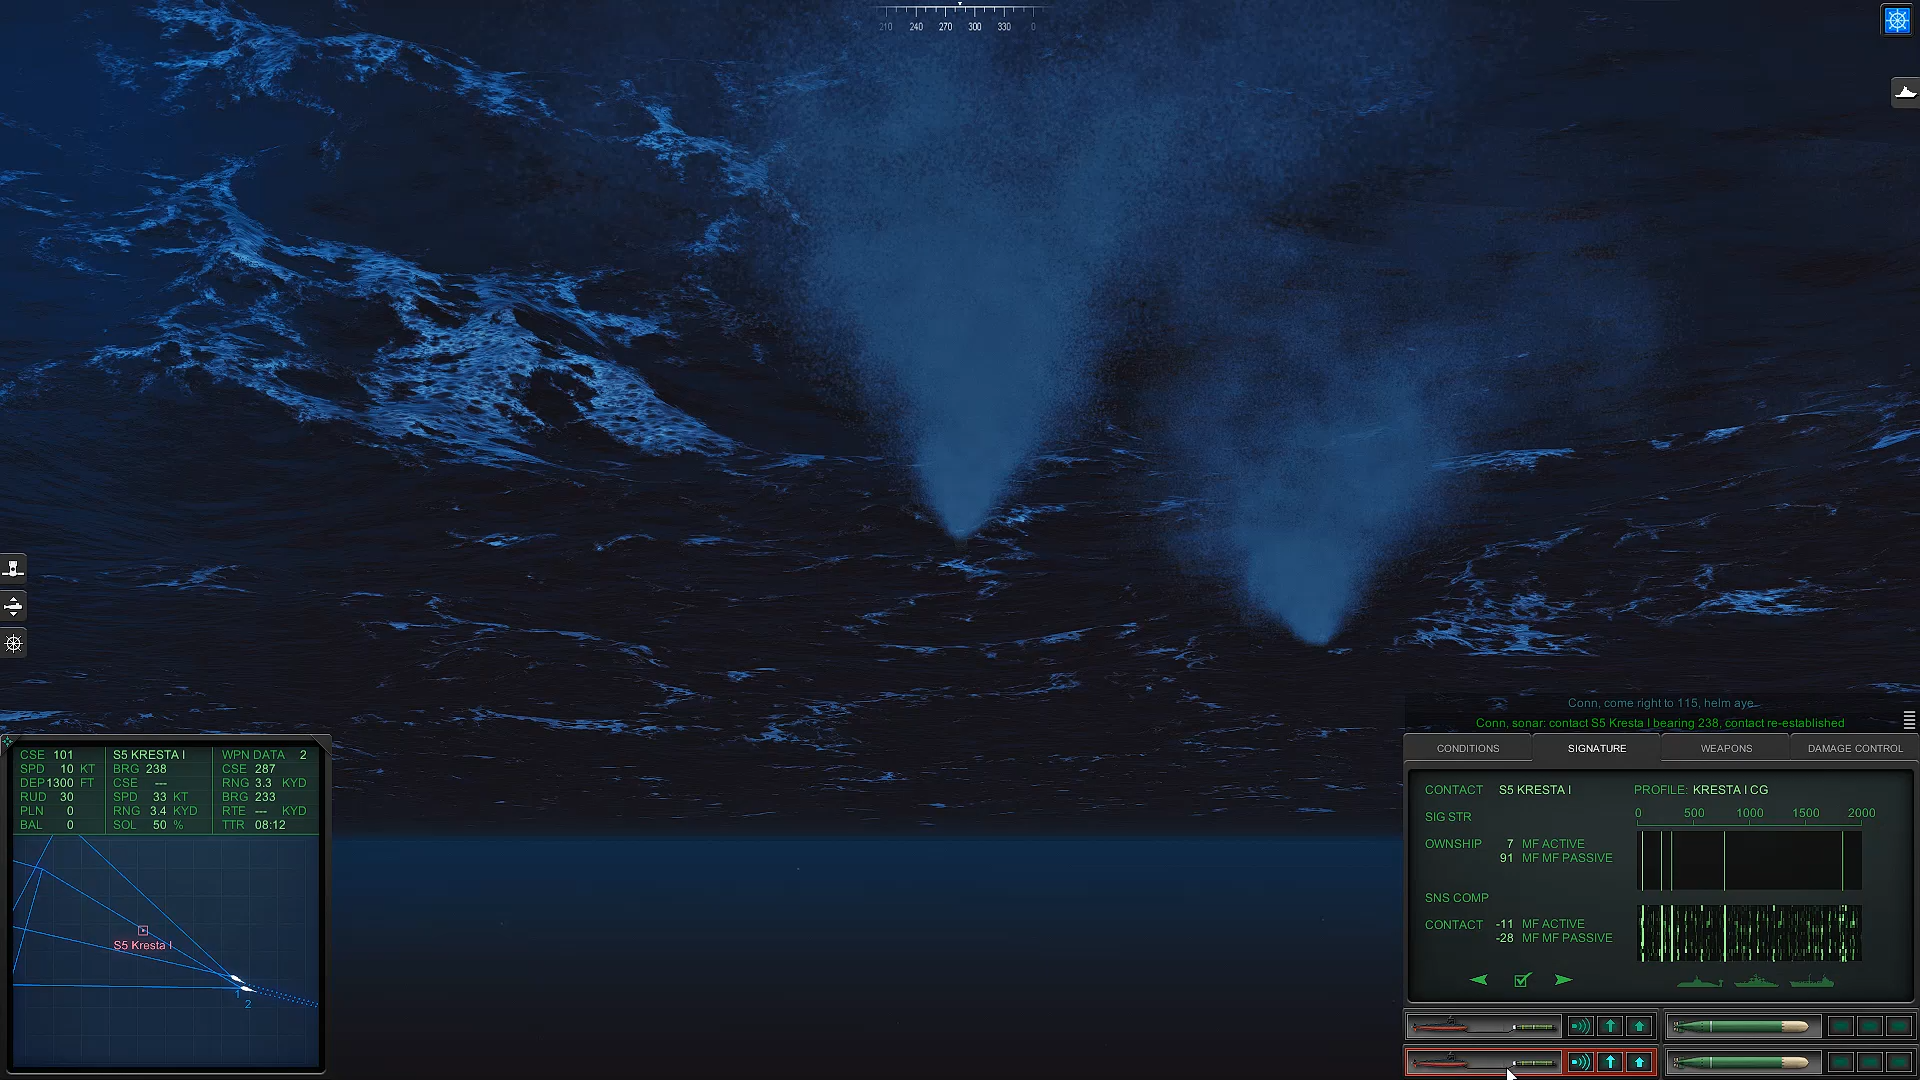 210 240 270 300 330 0
Conn, come right to 115, helm aye.
Conn, sonar: contact S5 Kresta I bearing 238, contact re-established
CONDITIONS SIGNATURE WEAPONS DAMAGE CONTROL
CONTACT S5 KRESTA I PROFILE: KRESTA I CG
SIG STR 0 500 1000 1500 2000
OWNSHIP 7 MF ACTIVE
91 MF MF PASSIVE
SNS COMP
CONTACT -11 MF ACTIVE
-28 MF MF PASSIVE
CSE 101 S5 KRESTA I WPN DATA 2
SPD 10 KT BRG 238 CSE 287
DEP 1300 FT CSE --- RNG 3.3 KYD
RUD 30 SPD 33 KT BRG 233
PLN 0 RNG 3.4 KYD RTE --- KYD
BAL 0 SOL 50 % TTR 08:12
S5 Kresta I
1
2